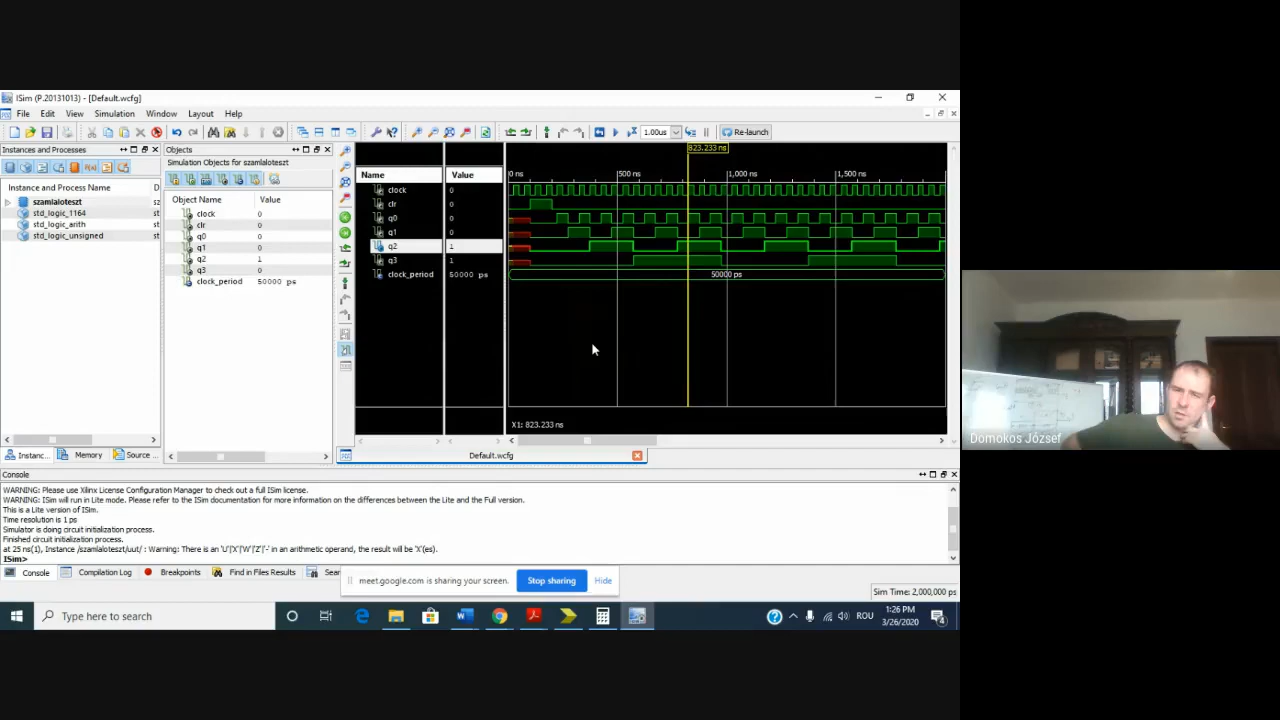 ISim (P.20131013) - [Default.wcfg]
File Edit View Simulation Window Layout Help
1.00us Re-launch
Instances and Processes
Instance and Process Name D
szamlaloteszt
std_logic_1164
std_logic_arith
std_logic_unsigned
Instanc... Memory Source ...
Objects
Simulation Objects for szamlaloteszt
Object Name Value
clock 0
clr 0
q0 0
q1 0
q2 1
q3 0
clock_period 50000 ps
Name Value
clock 0
clr 0
q0 0
q1 0
q2 1
q3 1
clock_period 50000 ps
823.233 ns
0 ns 500 ns 1,000 ns 1,500 ns
50000 ps
X1: 823.233 ns
Default.wcfg
Console
WARNING: Please use Xilinx License Configuration Manager to check out a full ISim license.
WARNING: ISim will run in Lite mode. Please refer to the ISim documentation for more information on the differences between the Lite and the Full version.
This is a Lite version of ISim.
Time resolution is 1 ps
Simulator is doing circuit initialization process.
Finished circuit initialization process.
at 25 ns(1), Instance /szamlaloteszt/uut/ : Warning: There is an 'U'|'X'|'W'|'Z'|'-' in an arithmetic operand, the result will be 'X'(es).
ISim>
Console Compilation Log Breakpoints Find in Files Results Sear
meet.google.com is sharing your screen. Stop sharing Hide
Sim Time: 2,000,000 ps
Type here to search
ROU
1:26 PM
3/26/2020
4
Domokos József